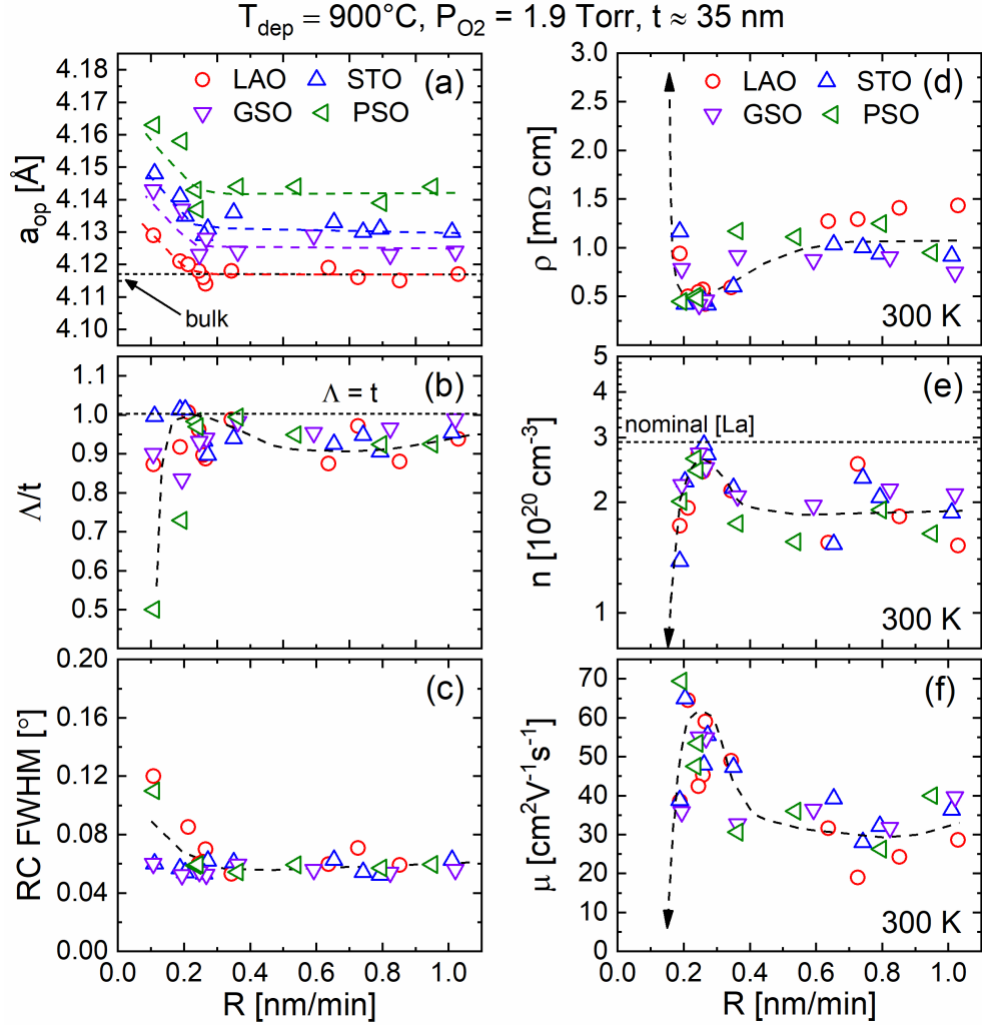 T_dep = 900°C, P_O2 = 1.9 Torr, t ≈ 35 nm
(a)
LAO STO
GSO PSO
4.18
4.17
4.16
4.15
4.14
4.13
4.12
4.11
4.10
a_op [Å]
bulk
(b)
Λ = t
1.1
1.0
0.9
0.8
0.7
0.6
0.5
Λ/t
(c)
0.20
0.16
0.12
0.08
0.04
0.00
RC FWHM [°]
0.0 0.2 0.4 0.6 0.8 1.0
R [nm/min]
(d)
LAO STO
GSO PSO
3.0
2.5
2.0
1.5
1.0
0.5
ρ [mΩ cm]
300 K
(e)
nominal [La]
5
4
3
2
1
n [10^20 cm^-3]
300 K
(f)
70
60
50
40
30
20
10
0
μ [cm^2V^-1s^-1]
300 K
0.0 0.2 0.4 0.6 0.8 1.0
R [nm/min]